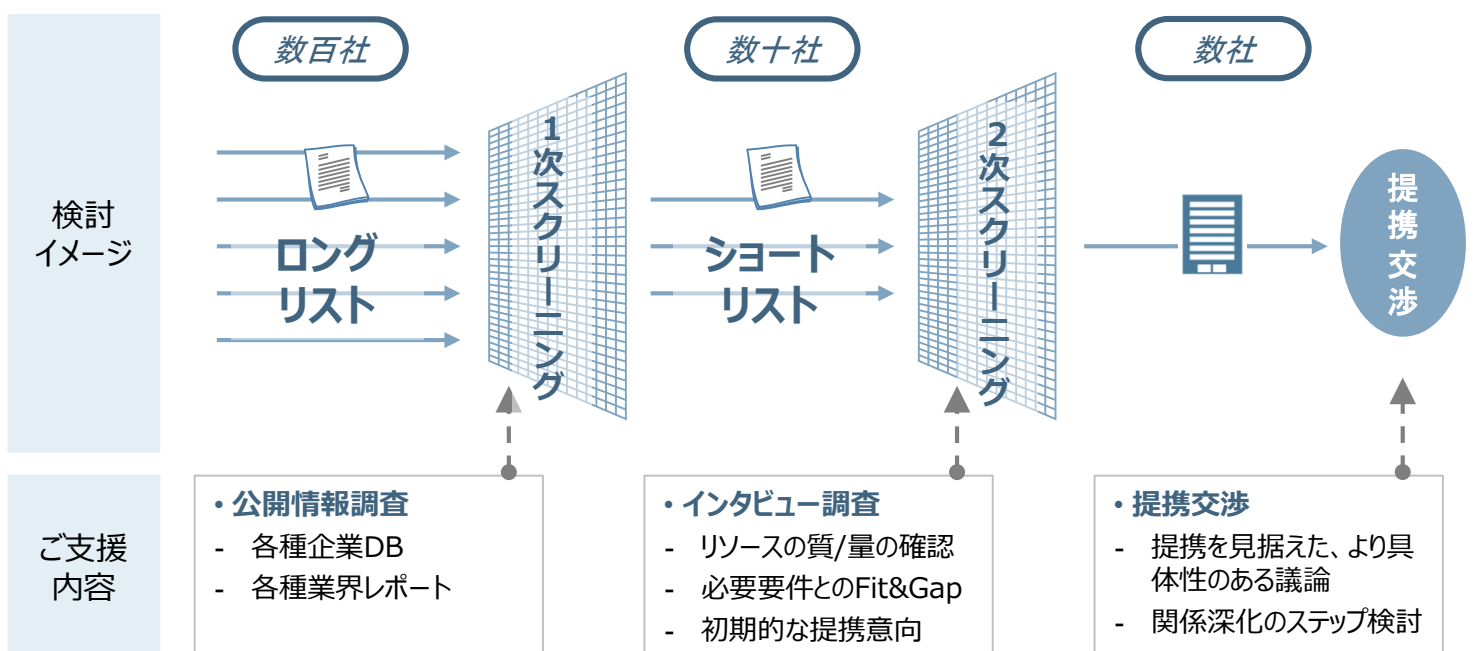 検討
イメージ
数百社
ロング
リスト
1次スクリーニング
数十社
ショート
リスト
2次スクリーニング
数社
提携交渉
ご支援
内容
・公開情報調査
- 各種企業DB
- 各種業界レポート
・インタビュー調査
- リソースの質/量の確認
- 必要要件とのFit&Gap
- 初期的な提携意向
・提携交渉
- 提携を見据えた、より具
体性のある議論
- 関係深化のステップ検討